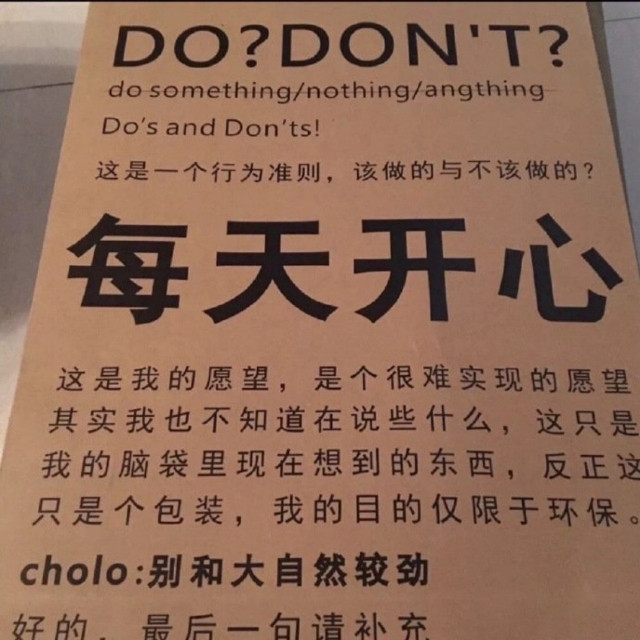 DO?DON'T?
do something/nothing/angthing
Do's and Don'ts!
这是一个行为准则，该做的与不该做的？
每天开心
这是我的愿望，是个很难实现的愿望
其实我也不知道在说些什么，这只是
我的脑袋里现在想到的东西，反正这
只是个包装，我的目的仅限于环保。
cholo:别和大自然较劲
好的，最后一句请补充